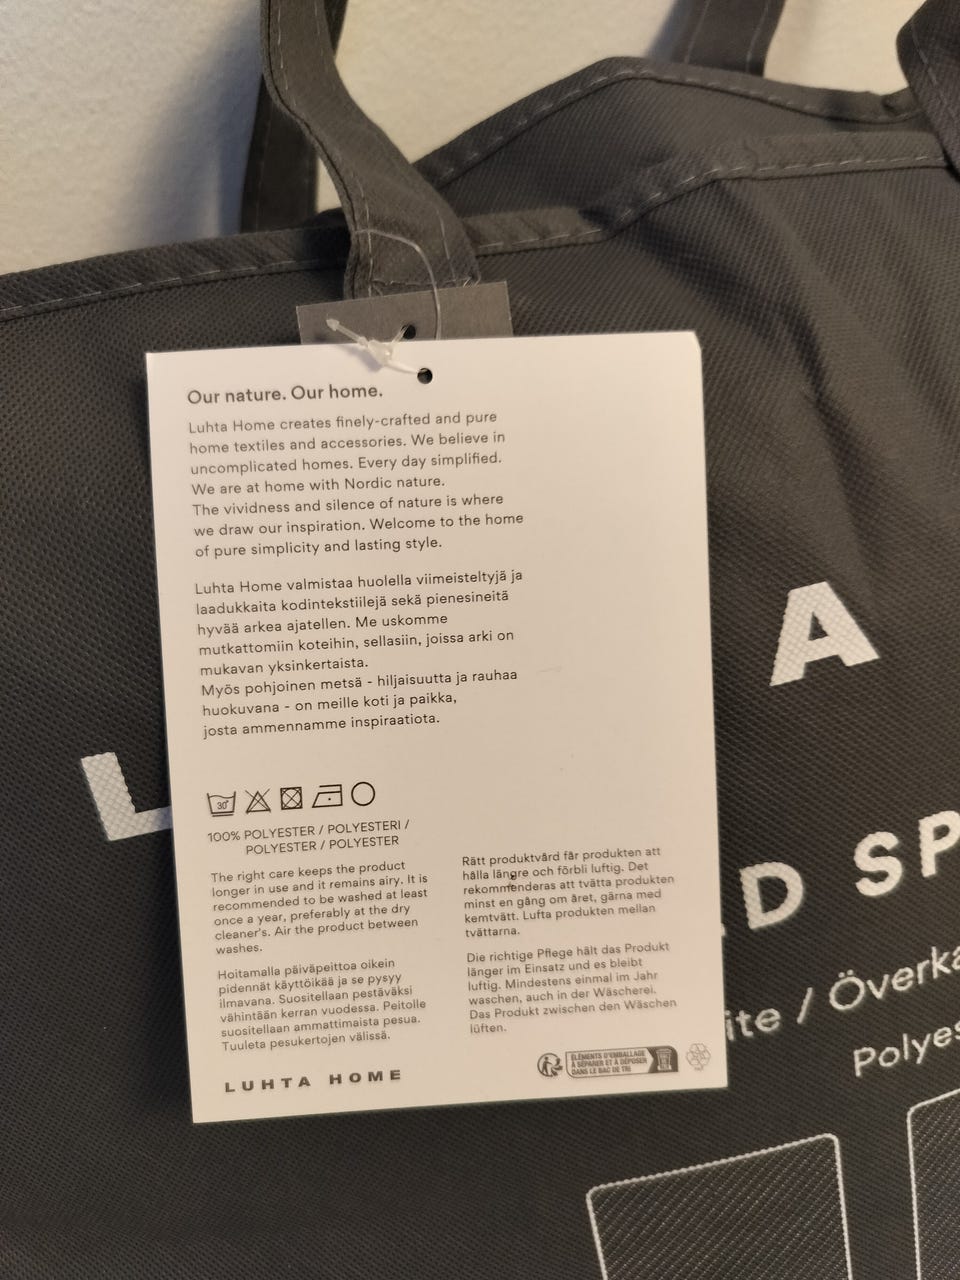 Our nature. Our home.
Luhta Home creates finely-crafted and pure
home textiles and accessories. We believe in
uncomplicated homes. Every day simplified.
We are at home with Nordic nature.
The vividness and silence of nature is where
we draw our inspiration. Welcome to the home
of pure simplicity and lasting style.
Luhta Home valmistaa huolella viimeisteltyjä ja
laadukkaita kodintekstiilejä sekä pienesineitä
hyvää arkea ajatellen. Me uskomme
mutkattomiin koteihin, sellasiin, joissa arki on
mukavan yksinkertaista.
Myös pohjoinen metsä - hiljaisuutta ja rauhaa
huokuvana - on meille koti ja paikka,
josta ammennamme inspiraatiota.
30°
100% POLYESTER / POLYESTERI /
POLYESTER / POLYESTER
The right care keeps the product
longer in use and it remains airy. It is
recommended to be washed at least
once a year, preferably at the dry
cleaner's. Air the product between
washes.
Hoitamalla päiväpeittoa oikein
pidennät käyttöikää ja se pysyy
ilmavana. Suositellaan pestäväksi
vähintään kerran vuodessa. Peitolle
suositellaan ammattimaista pesua.
Tuuleta pesukertojen välissä.
Rätt produktvård får produkten att
hålla längre och förbli luftig. Det
rekommenderas att tvätta produkten
minst en gång om året, gärna med
kemtvätt. Lufta produkten mellan
tvättarna.
Die richtige Pflege hält das Produkt
länger im Einsatz und es bleibt
luftig. Mindestens einmal im Jahr
waschen, auch in der Wäscherei.
Das Produkt zwischen den Wäschen
lüften.
LUHTA HOME
ÉLÉMENTS D'EMBALLAGE
À SÉPARER ET À DÉPOSER
DANS LE BAC DE TRI
L
A
D SP
ite / Överka
Polyes